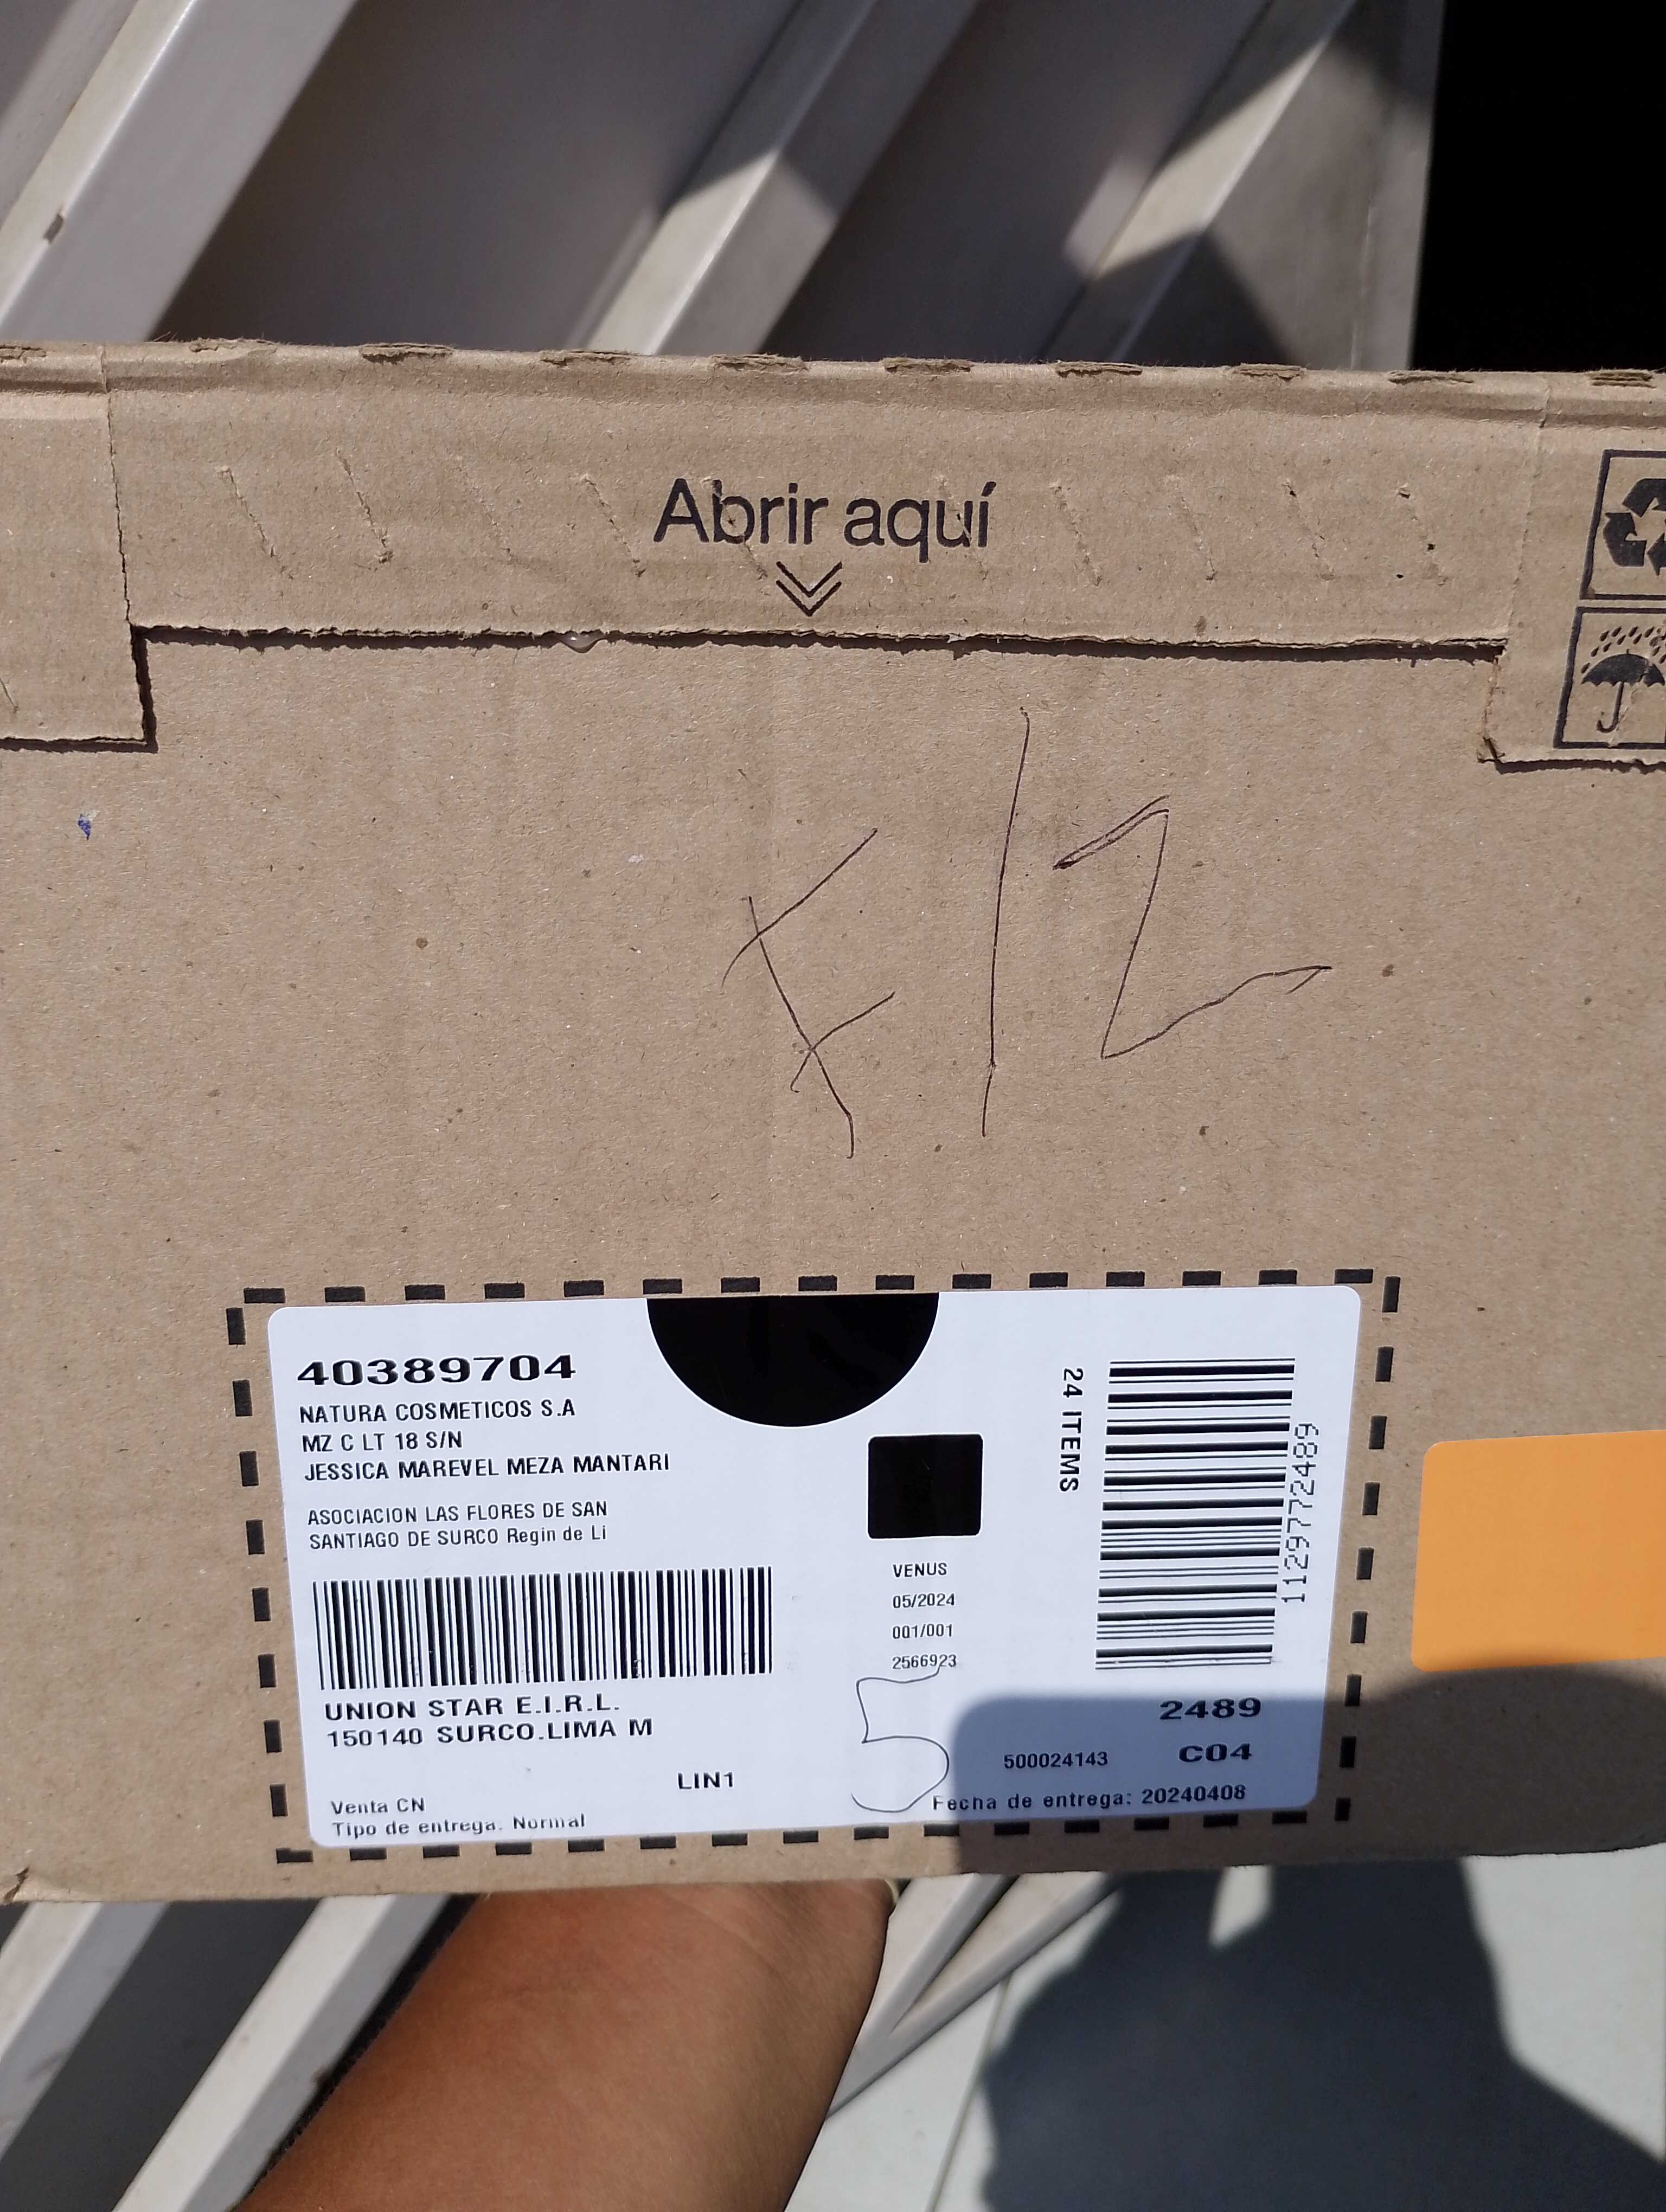 Abrir aquí
F12
40389704
NATURA COSMETICOS S.A
MZ C LT 18 S/N
JESSICA MAREVEL MEZA MANTARI
ASOCIACION LAS FLORES DE SAN
SANTIAGO DE SURCO Regin de Li
24 ITEMS
11297772489
VENUS
05/2024
001/001
2566923
UNION STAR E.I.R.L.
150140 SURCO.LIMA M
LIN1
5
2489
500024143 C04
Venta CN
Tipo de entrega. Normal
Fecha de entrega: 20240408